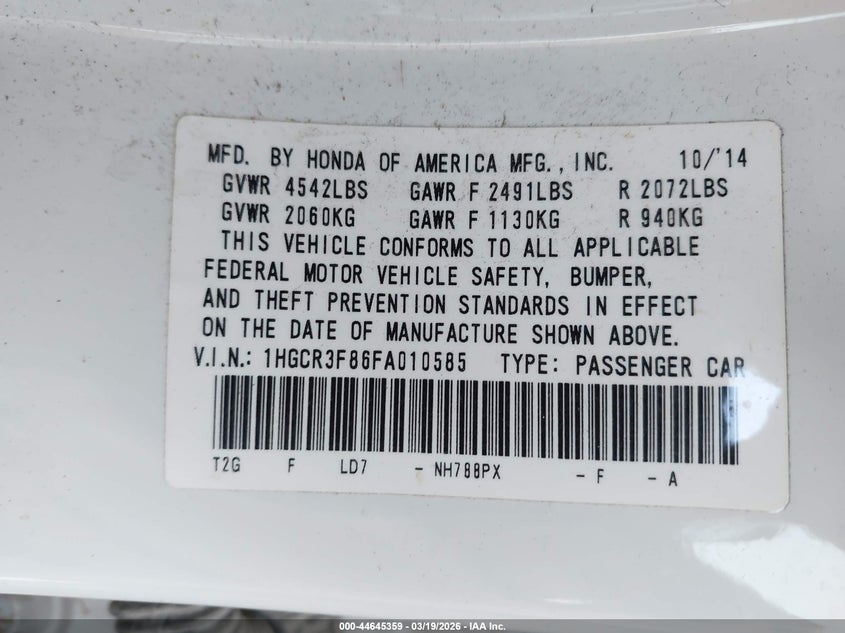 MFD. BY HONDA OF AMERICA MFG., INC. 10/'14
GVWR 4542LBS GAWR F 2491LBS R 2072LBS
GVWR 2060KG GAWR F 1130KG R 940KG
THIS VEHICLE CONFORMS TO ALL APPLICABLE
FEDERAL MOTOR VEHICLE SAFETY, BUMPER,
AND THEFT PREVENTION STANDARDS IN EFFECT
ON THE DATE OF MANUFACTURE SHOWN ABOVE.
V.I.N.: 1HGCR3F86FA010585 TYPE: PASSENGER CAR
T2G F LD7 - NH788PX - F - A
000-44645359 | 03/19/2026 | IAA Inc.